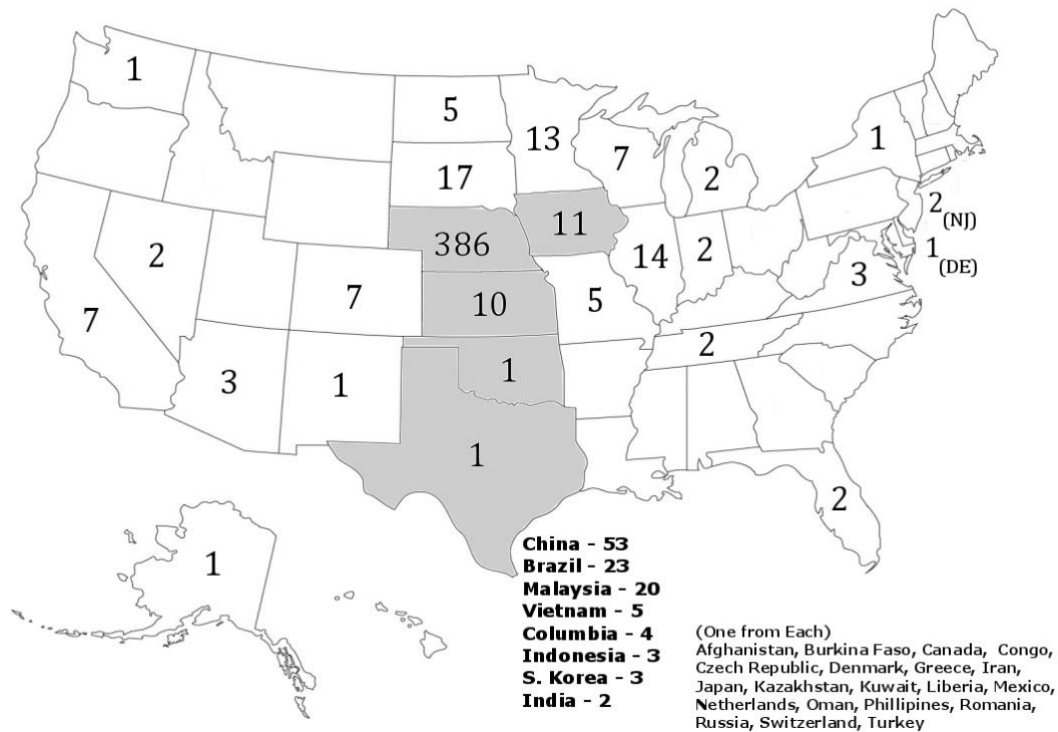 1
5
13
7
2
1
17
386
11
2
7
7
10
5
14
2
3
2
(NJ)
1
(DE)
3
1
1
2
1
2
1
China - 53
Brazil - 23
Malaysia - 20
Vietnam - 5
Columbia - 4
Indonesia - 3
S. Korea - 3
India - 2
(One from Each)
Afghanistan, Burkina Faso, Canada, Congo,
Czech Republic, Denmark, Greece, Iran,
Japan, Kazakhstan, Kuwait, Liberia, Mexico,
Netherlands, Oman, Phillipines, Romania,
Russia, Switzerland, Turkey